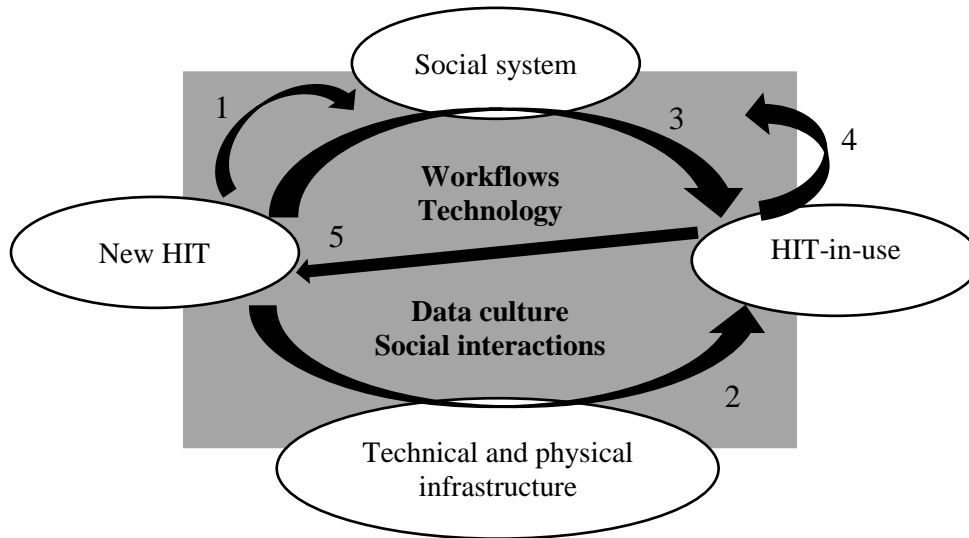 Social system
1
3
4
Workflows
Technology
5
New HIT
HIT-in-use
Data culture
Social interactions
2
Technical and physical
infrastructure